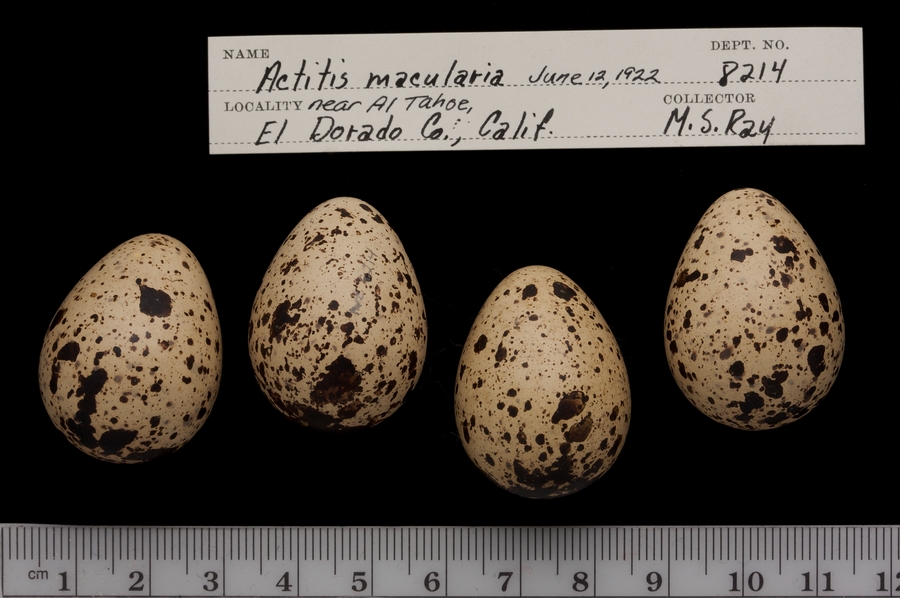 NAME DEPT. NO.
Actitis macularia June 12, 1922 8214
LOCALITY near Al Tahoe, COLLECTOR
El Dorado Co., Calif. M.S. Ray
cm 1 2 3 4 5 6 7 8 9 10 11 12